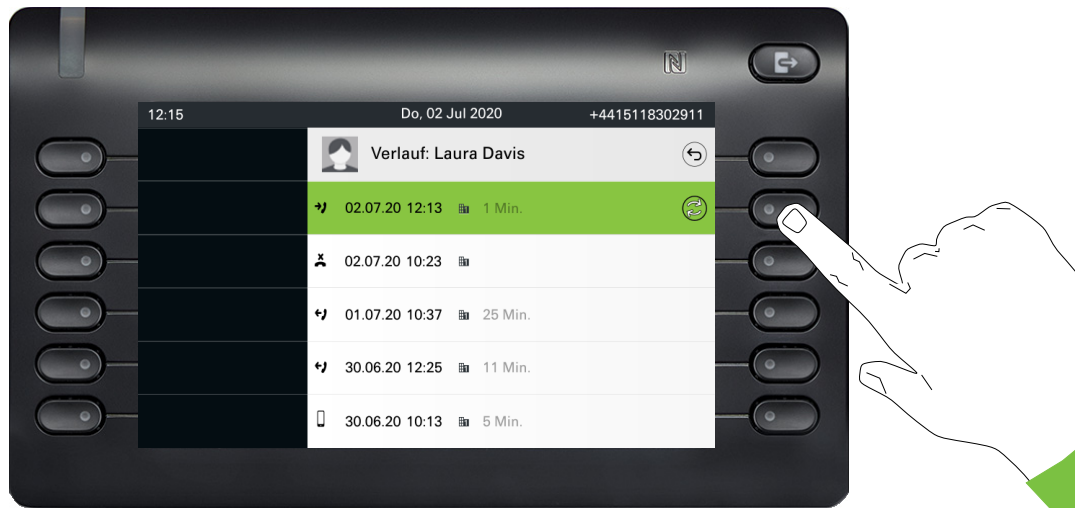 12:15 Do, 02 Jul 2020 +4415118302911
Verlauf: Laura Davis
02.07.20 12:13 1 Min.
02.07.20 10:23
01.07.20 10:37 25 Min.
30.06.20 12:25 11 Min.
30.06.20 10:13 5 Min.